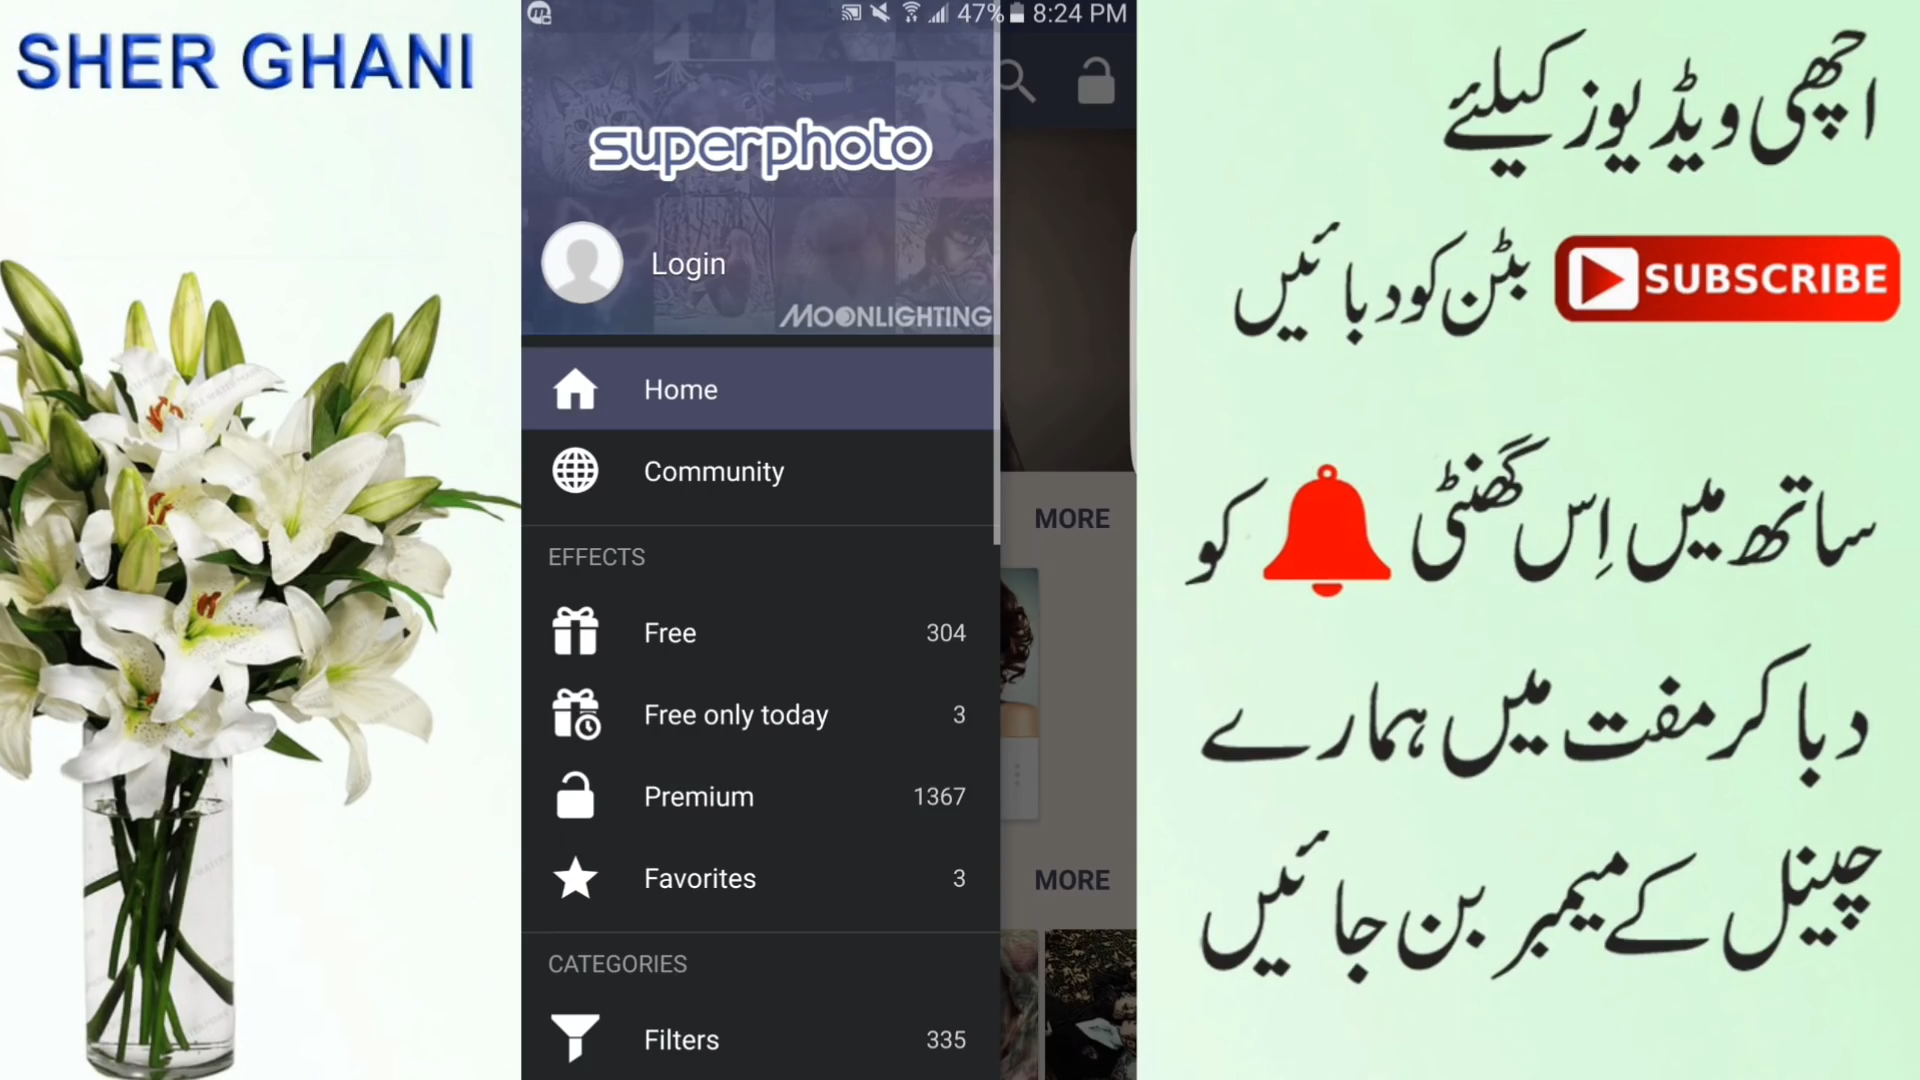 SHER GHANI
47% 8:24 PM
superphoto
Login
MOONLIGHTING
Home
Community
EFFECTS
Free 304
Free only today 3
Premium 1367
Favorites 3
CATEGORIES
Filters 335
MORE
MORE
اچھی ویڈیوز کیلئے
SUBSCRIBE بٹن کو دبائیں
ساتھ میں اِس گھنٹی کو
دبا کر مفت میں ہمارے
چینل کے میمبر بن جائیں